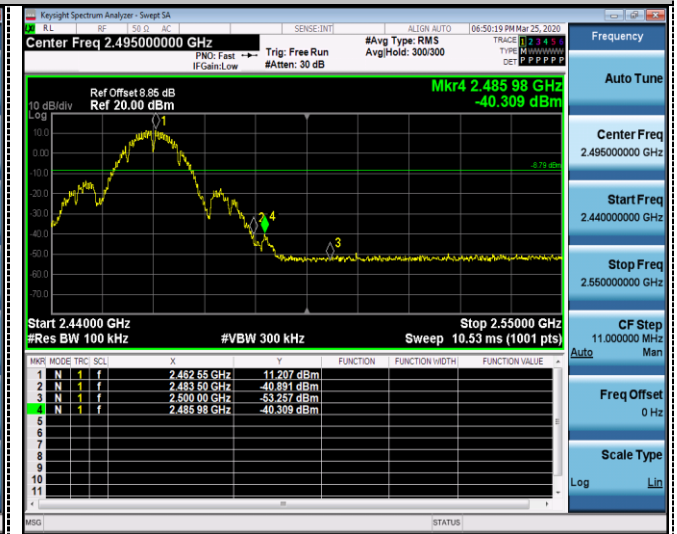 Keysight Spectrum Analyzer - Swept SA
RL RF 50 Ω AC SENSE:INT ALIGN AUTO 06:50:19 PM Mar 25, 2020
Center Freq 2.495000000 GHz
PNO: Fast
IFGain:Low
Trig: Free Run
#Atten: 30 dB
#Avg Type: RMS
Avg|Hold: 300/300
TRACE 1 2 3 4 5 6
TYPE M WWWWW
DET P P P P P P
Frequency
Ref Offset 8.85 dB
10 dB/div Ref 20.00 dBm
Log
Mkr4 2.485 98 GHz
-40.309 dBm
10.0
0.00
-10.0
-20.0
-30.0
-40.0
-50.0
-60.0
-70.0
1
2
4
3
-8.79 dBm
Start 2.44000 GHz Stop 2.55000 GHz
#Res BW 100 kHz #VBW 300 kHz Sweep 10.53 ms (1001 pts)
MKR MODE TRC SCL X Y FUNCTION FUNCTION WIDTH FUNCTION VALUE
1 N 1 f 2.462 55 GHz 11.207 dBm
2 N 1 f 2.483 50 GHz -40.891 dBm
3 N 1 f 2.500 00 GHz -53.257 dBm
4 N 1 f 2.485 98 GHz -40.309 dBm
5
6
7
8
9
10
11
MSG STATUS
Auto Tune
Center Freq
2.495000000 GHz
Start Freq
2.440000000 GHz
Stop Freq
2.550000000 GHz
CF Step
11.000000 MHz
Auto Man
Freq Offset
0 Hz
Scale Type
Log Lin